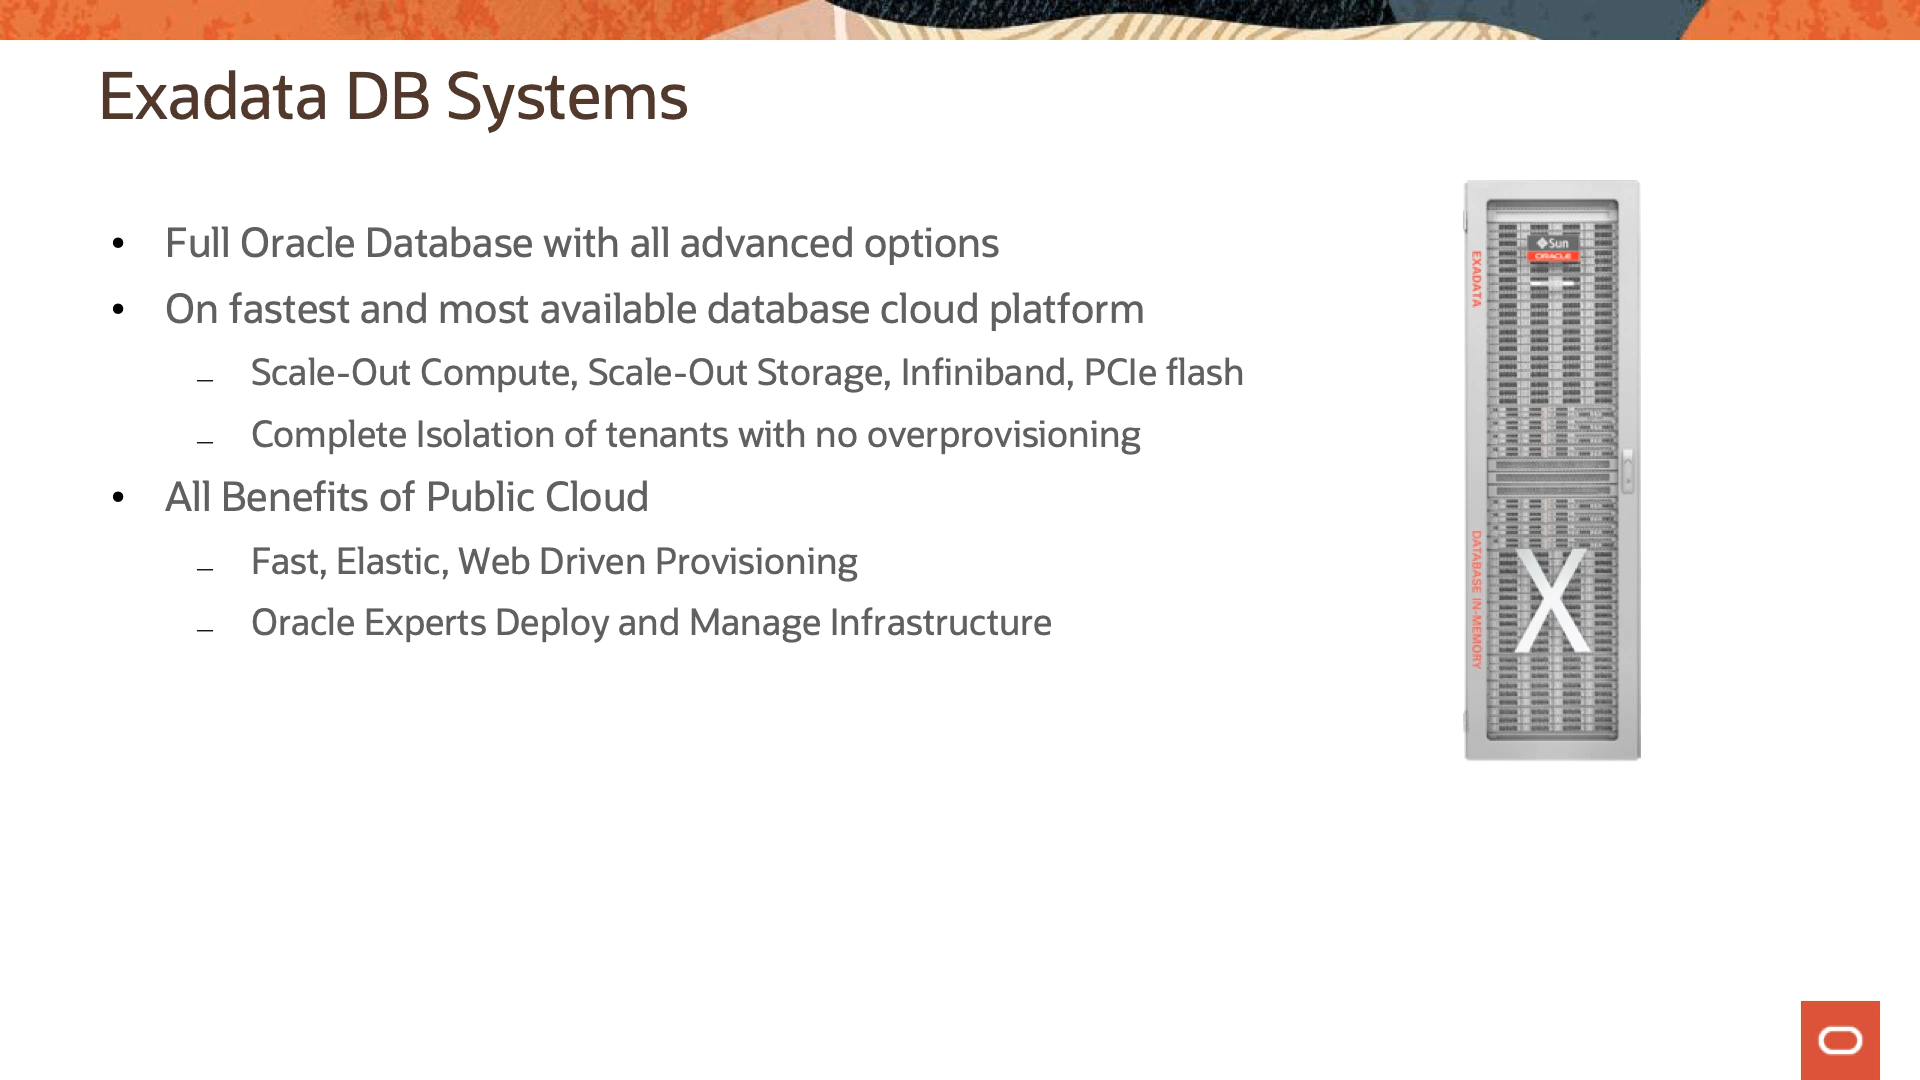 Exadata DB Systems
• Full Oracle Database with all advanced options
• On fastest and most available database cloud platform
– Scale-Out Compute, Scale-Out Storage, Infiniband, PCIe flash
– Complete Isolation of tenants with no overprovisioning
• All Benefits of Public Cloud
– Fast, Elastic, Web Driven Provisioning
– Oracle Experts Deploy and Manage Infrastructure
Sun
ORACLE
EXADATA
DATABASE IN-MEMORY
X